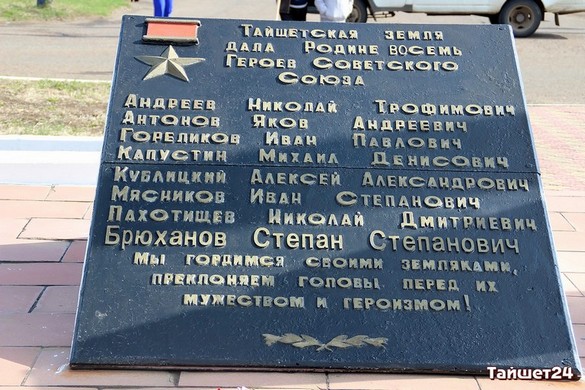 Тайшетская земля
дала Родине восемь
Героев Советского
Союза
Андреев Николай Трофимович
Антонов Яков Андреевич
Гореликов Иван Павлович
Капустин Михаил Денисович
Кублицкий Алексей Александрович
Мясников Иван Степанович
Пахотищев Николай Дмитриевич
Брюханов Степан Степанович
Мы гордимся своими земляками,
преклоняем головы перед их
мужеством и героизмом!
Тайшет24